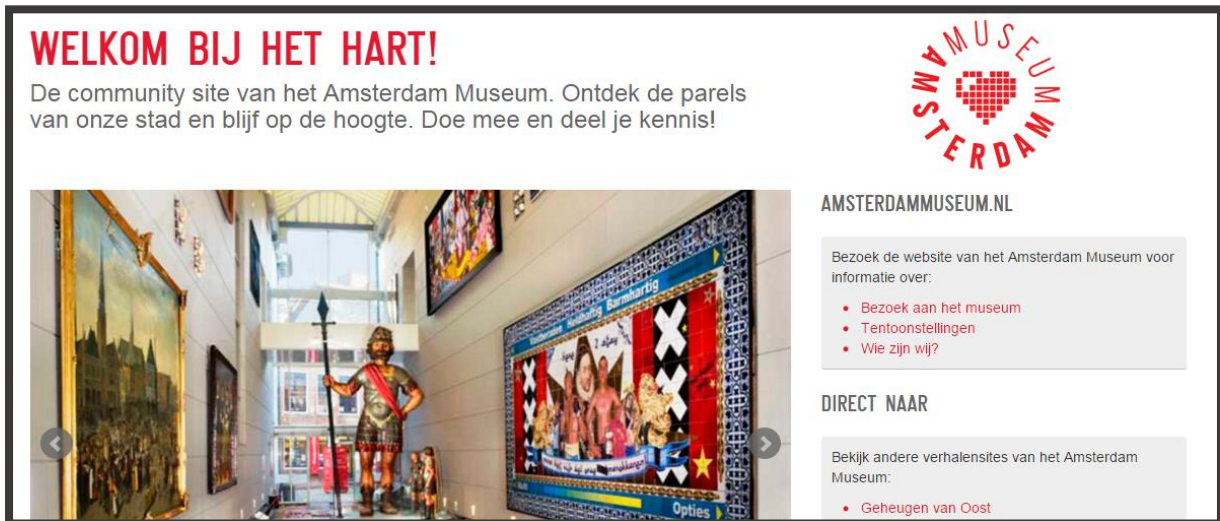 WELKOM BIJ HET HART!
De community site van het Amsterdam Museum. Ontdek de parels
van onze stad en blijf op de hoogte. Doe mee en deel je kennis!
AMSTERDAM MUSEUM
Vastberaden Heldhaftig Barmhartig
Opties
AMSTERDAMMUSEUM.NL
Bezoek de website van het Amsterdam Museum voor
informatie over:
Bezoek aan het museum
Tentoonstellingen
Wie zijn wij?
DIRECT NAAR
Bekijk andere verhalensites van het Amsterdam
Museum:
Geheugen van Oost